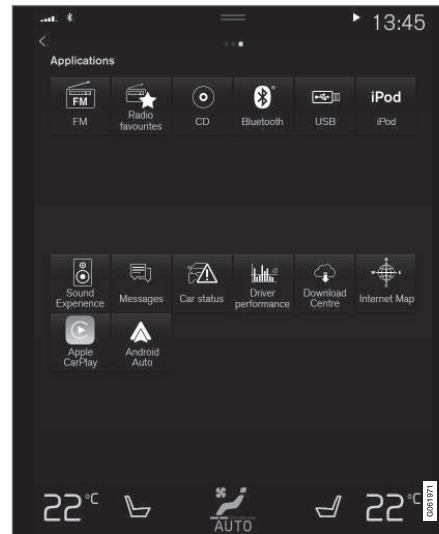 13:45
Applications
FM
iPod
FM
Radio
favourites
CD
Bluetooth
USB
iPod
Sound
Experience
Messages
Car status
Driver
performance
Download
Centre
Internet Map
Apple
CarPlay
Android
Auto
22°C
AUTO
22°C
G061971